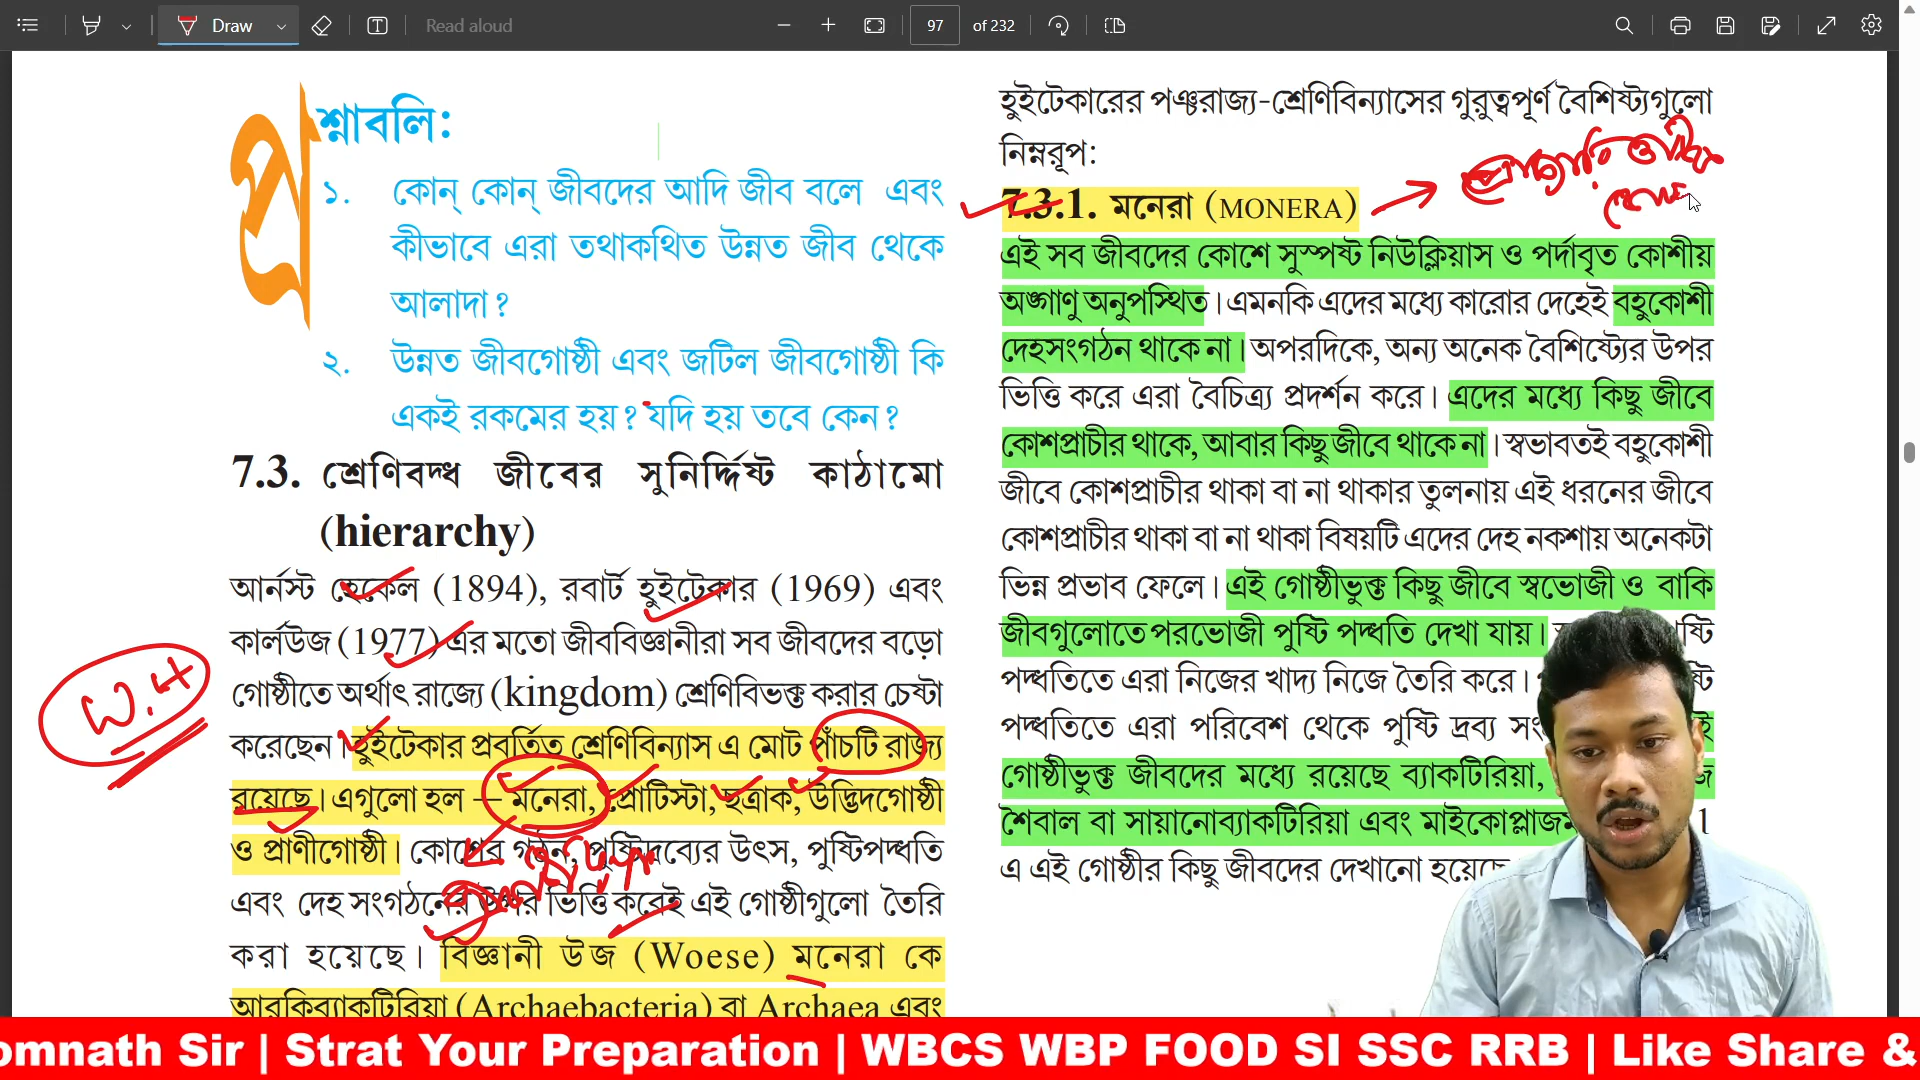 Draw
Read aloud
97
of 232
প্রশ্নাবলি:
১. কোন্ কোন্ জীবদের আদি জীব বলে এবং
কীভাবে এরা তথাকথিত উন্নত জীব থেকে
আলাদা?
২. উন্নত জীবগোষ্ঠী এবং জটিল জীবগোষ্ঠী কি
একই রকমের হয়? যদি হয় তবে কেন?
7.3. শ্রেণিবদ্ধ জীবের সুনির্দ্দিষ্ট কাঠামো
(hierarchy)
আর্নস্ট হেকেল (1894), রবার্ট হুইটেকার (1969) এবং
কার্লউজ (1977) এর মতো জীববিজ্ঞানীরা সব জীবদের বড়ো
গোষ্ঠীতে অর্থাৎ রাজ্যে (kingdom) শ্রেণিবিভক্ত করার চেষ্টা
করেছেন। হুইটেকার প্রবর্তিত শ্রেণিবিন্যাস এ মোট পাঁচটি রাজ্য
রয়েছে। এগুলো হল — মনেরা, প্রোটিস্টা, ছত্রাক, উদ্ভিদগোষ্ঠী
ও প্রাণীগোষ্ঠী। কোশের গঠন, পুষ্টিদ্রব্যের উৎস, পুষ্টিপদ্ধতি
এবং দেহ সংগঠনের উপর ভিত্তি করেই এই গোষ্ঠীগুলো তৈরি
করা হয়েছে। বিজ্ঞানী উজ (Woese) মনেরা কে
আরকিব্যাকটিরিয়া (Archaebacteria) বা Archaea এবং
W.H
হুইটেকারের পঞ্চরাজ্য-শ্রেণিবিন্যাসের গুরুত্বপূর্ণ বৈশিষ্ট্যগুলো
নিম্নরূপ:
7.3.1. মনেরা (MONERA)
এই সব জীবদের কোশে সুস্পষ্ট নিউক্লিয়াস ও পর্দাবৃত কোশীয়
অঙ্গাণু অনুপস্থিত। এমনকি এদের মধ্যে কারোর দেহেই বহুকোশী
দেহসংগঠন থাকে না। অপরদিকে, অন্য অনেক বৈশিষ্ট্যের উপর
ভিত্তি করে এরা বৈচিত্র্য প্রদর্শন করে। এদের মধ্যে কিছু জীবে
কোশপ্রাচীর থাকে, আবার কিছু জীবে থাকে না। স্বভাবতই বহুকোশী
জীবে কোশপ্রাচীর থাকা বা না থাকার তুলনায় এই ধরনের জীবে
কোশপ্রাচীর থাকা বা না থাকা বিষয়টি এদের দেহ নকশায় অনেকটা
ভিন্ন প্রভাব ফেলে। এই গোষ্ঠীভুক্ত কিছু জীবে স্বভোজী ও বাকি
জীবগুলোতে পরভোজী পুষ্টি পদ্ধতি দেখা যায়।
পদ্ধতিতে এরা নিজের খাদ্য নিজে তৈরি করে।
পদ্ধতিতে এরা পরিবেশ থেকে পুষ্টি দ্রব্য
গোষ্ঠীভুক্ত জীবদের মধ্যে রয়েছে ব্যাকটিরিয়া,
শৈবাল বা সায়ানোব্যাকটিরিয়া এবং 1
এ এই গোষ্ঠীর কিছু জীবদের দেখানো হয়েছে
omnath Sir | Strat Your Preparation | WBCS WBP FOOD SI SSC RRB | Like Share &